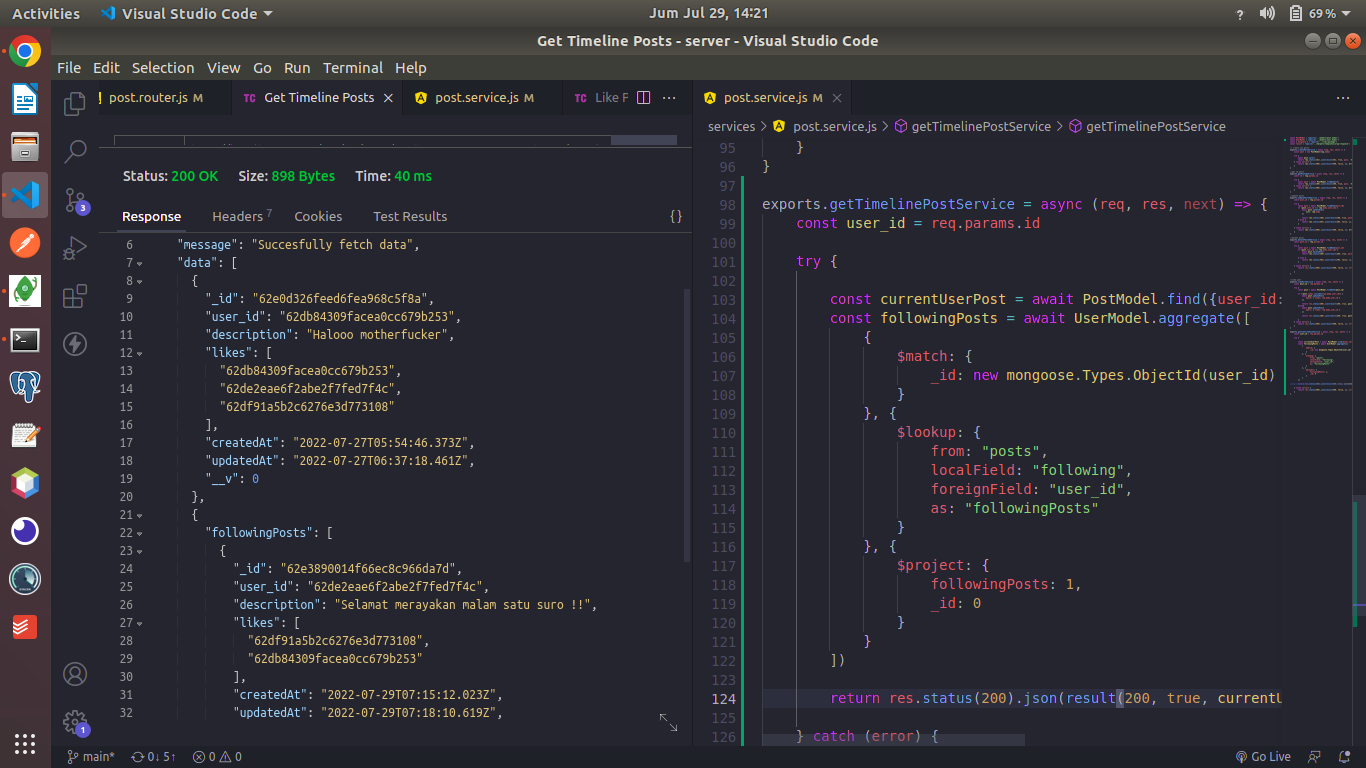 Activities
Visual Studio Code
Jum Jul 29, 14:21
?
69%
Get Timeline Posts - server - Visual Studio Code
File Edit Selection View Go Run Terminal Help
! post.router.js M
TC Get Timeline Posts
post.service.js M
TC Like F
Status: 200 OK Size: 898 Bytes Time: 40 ms
Response Headers 7 Cookies Test Results {}
6 "message": "Succesfully fetch data",
7 "data": [
8 {
9 "_id": "62e0d326feed6fea968c5f8a",
10 "user_id": "62db84309facea0cc679b253",
11 "description": "Halooo motherfucker",
12 "likes": [
13 "62db84309facea0cc679b253",
14 "62de2eae6f2abe2f7fed7f4c",
15 "62df91a5b2c6276e3d773108"
16 ],
17 "createdAt": "2022-07-27T05:54:46.373Z",
18 "updatedAt": "2022-07-27T06:37:18.461Z",
19 "__v": 0
20 },
21 {
22 "followingPosts": [
23 {
24 "_id": "62e3890014f66ec8c966da7d",
25 "user_id": "62de2eae6f2abe2f7fed7f4c",
26 "description": "Selamat merayakan malam satu suro !!",
27 "likes": [
28 "62df91a5b2c6276e3d773108",
29 "62db84309facea0cc679b253"
30 ],
31 "createdAt": "2022-07-29T07:15:12.023Z",
32 "updatedAt": "2022-07-29T07:18:10.619Z",
post.service.js M
services > post.service.js > getTimelinePostService > getTimelinePostService
95 }
96 }
97
98 exports.getTimelinePostService = async (req, res, next) => {
99 const user_id = req.params.id
100
101 try {
102
103 const currentUserPost = await PostModel.find({user_id:
104 const followingPosts = await UserModel.aggregate([
105 {
106 $match: {
107 _id: new mongoose.Types.ObjectId(user_id)
108 }
109 }, {
110 $lookup: {
111 from: "posts",
112 localField: "following",
113 foreignField: "user_id",
114 as: "followingPosts"
115 }
116 }, {
117 $project: {
118 followingPosts: 1,
119 _id: 0
120 }
121 }
122 ])
123
124 return res.status(200).json(result(200, true, currentU
125
126 } catch (error) {
3
1
main* 0↓ 5↑ 0 0
Go Live